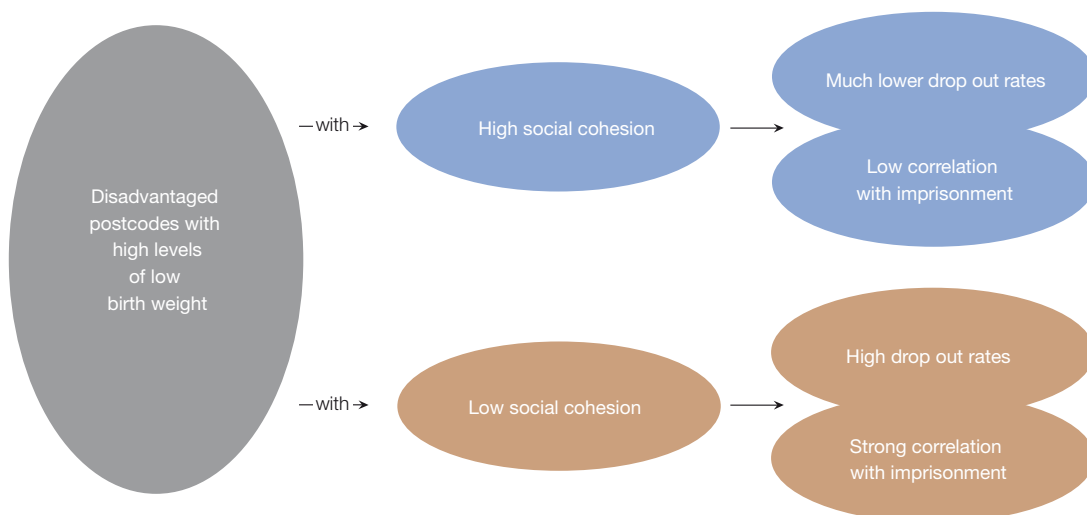 Disadvantaged
postcodes with
high levels
of low
birth weight
with
High social cohesion
Much lower drop out rates
Low correlation
with imprisonment
with
Low social cohesion
High drop out rates
Strong correlation
with imprisonment